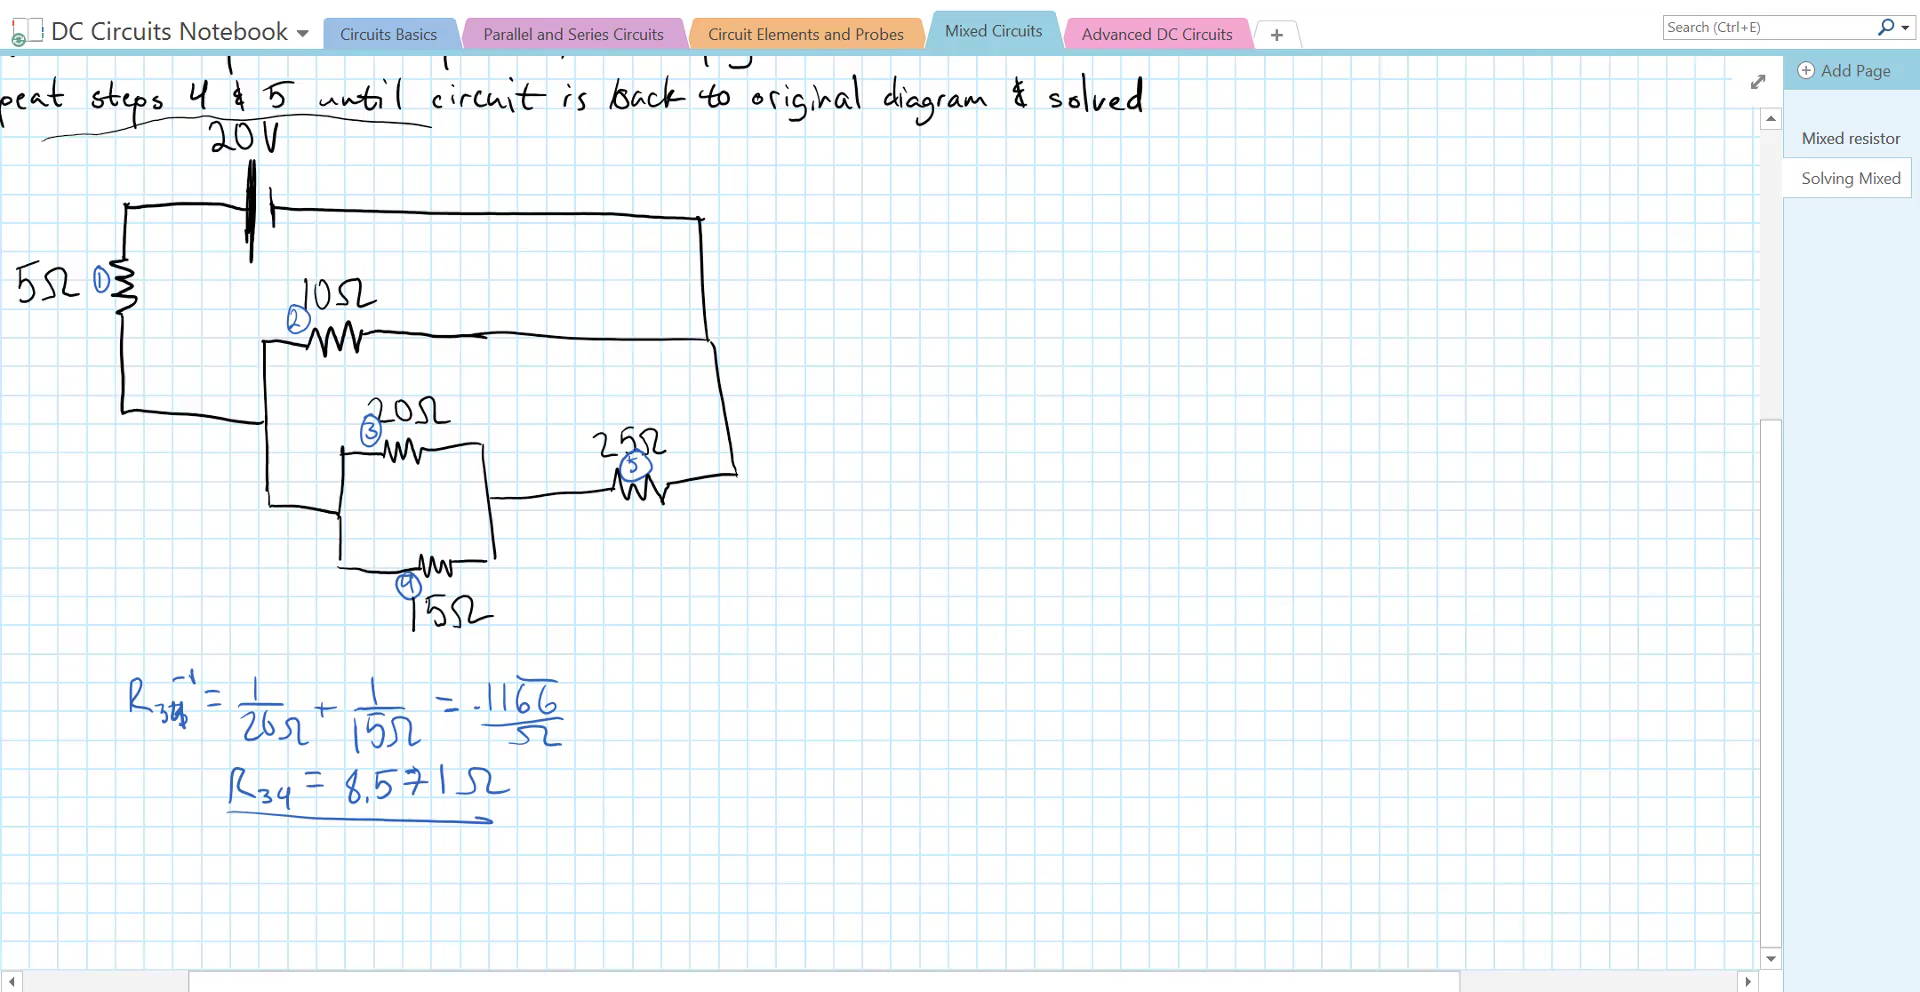 DC Circuits Notebook
Circuits Basics
Parallel and Series Circuits
Circuit Elements and Probes
Mixed Circuits
Advanced DC Circuits
+
Search (Ctrl+E)
Add Page
Mixed resistor
Solving Mixed
peat steps 4 & 5 until circuit is back to original diagram & solved
20V
5Ω ①
10Ω
②
20Ω
③
25Ω
⑤
④
15Ω
R₃₄⁻¹ = 1/20Ω + 1/15Ω = .1166/Ω
R₃₄ = 8.571Ω